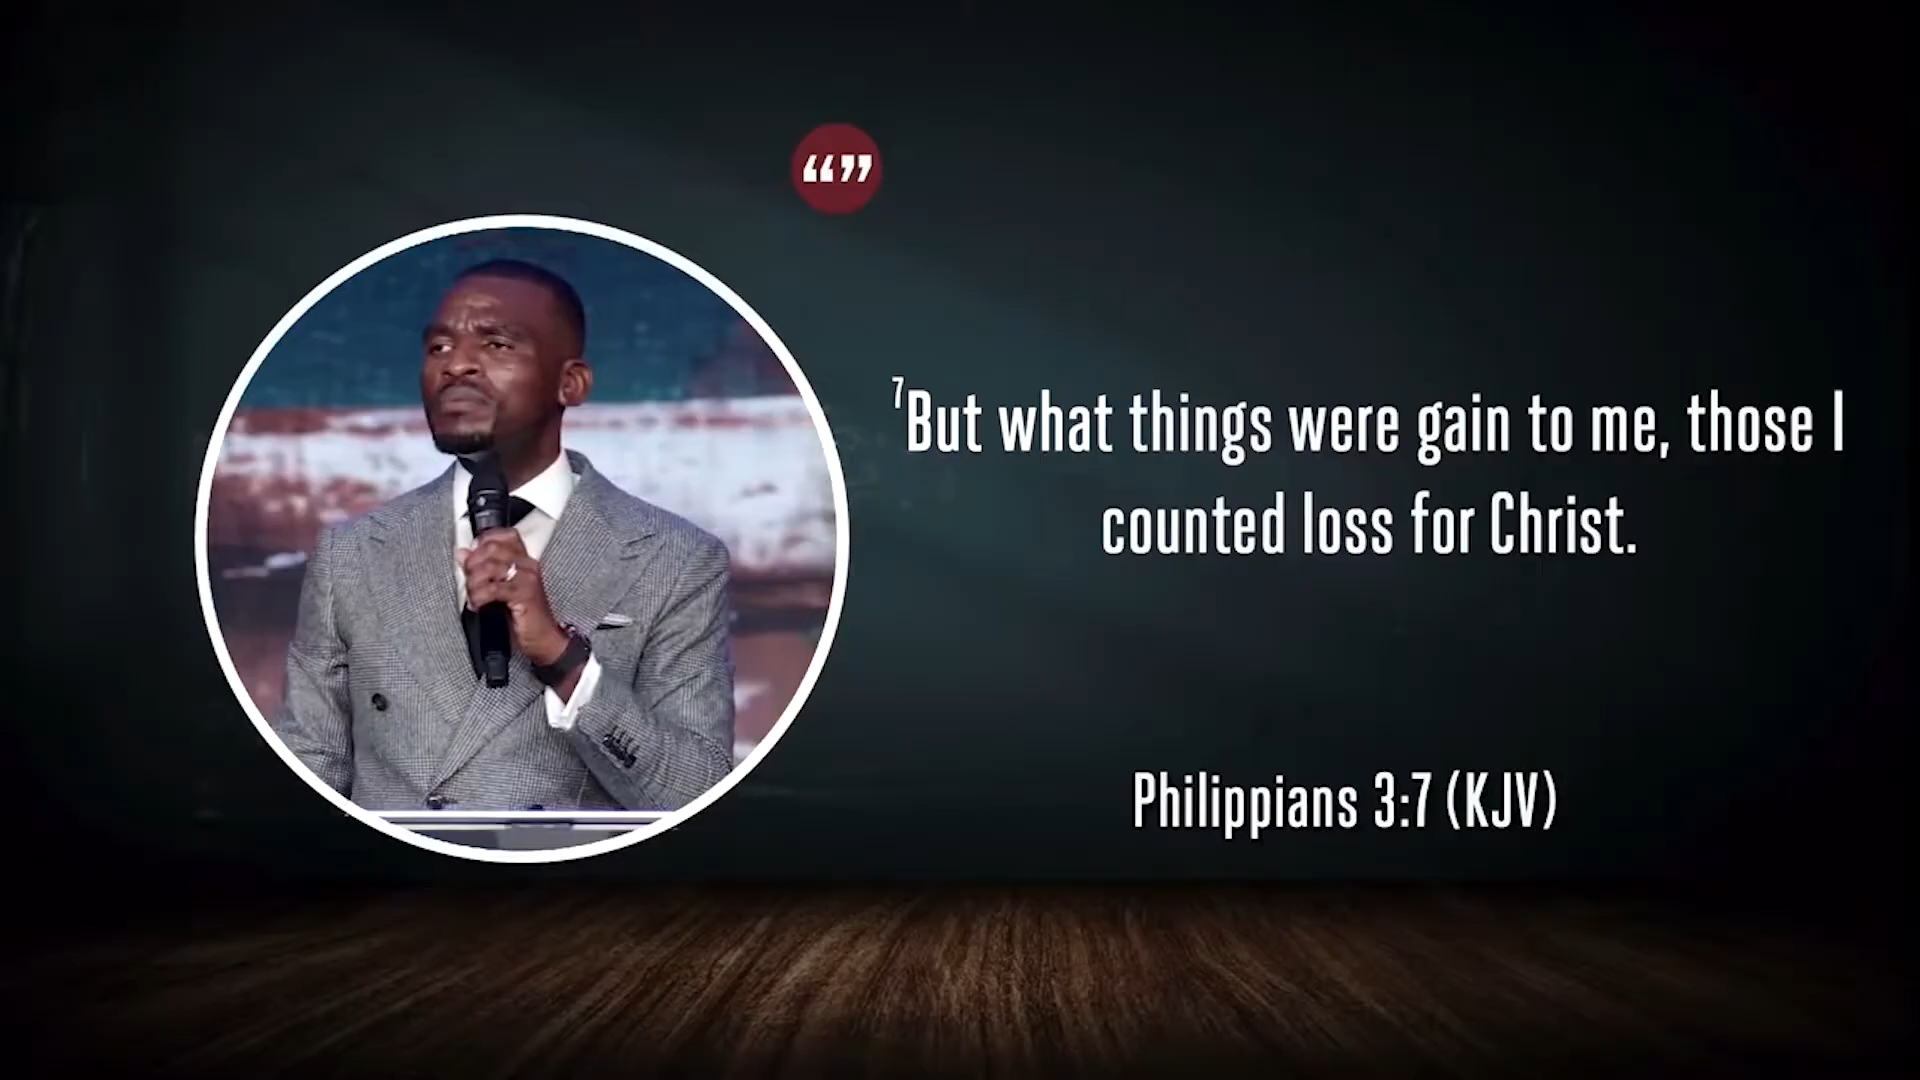 “”
⁷But what things were gain to me, those I
counted loss for Christ.
Philippians 3:7 (KJV)